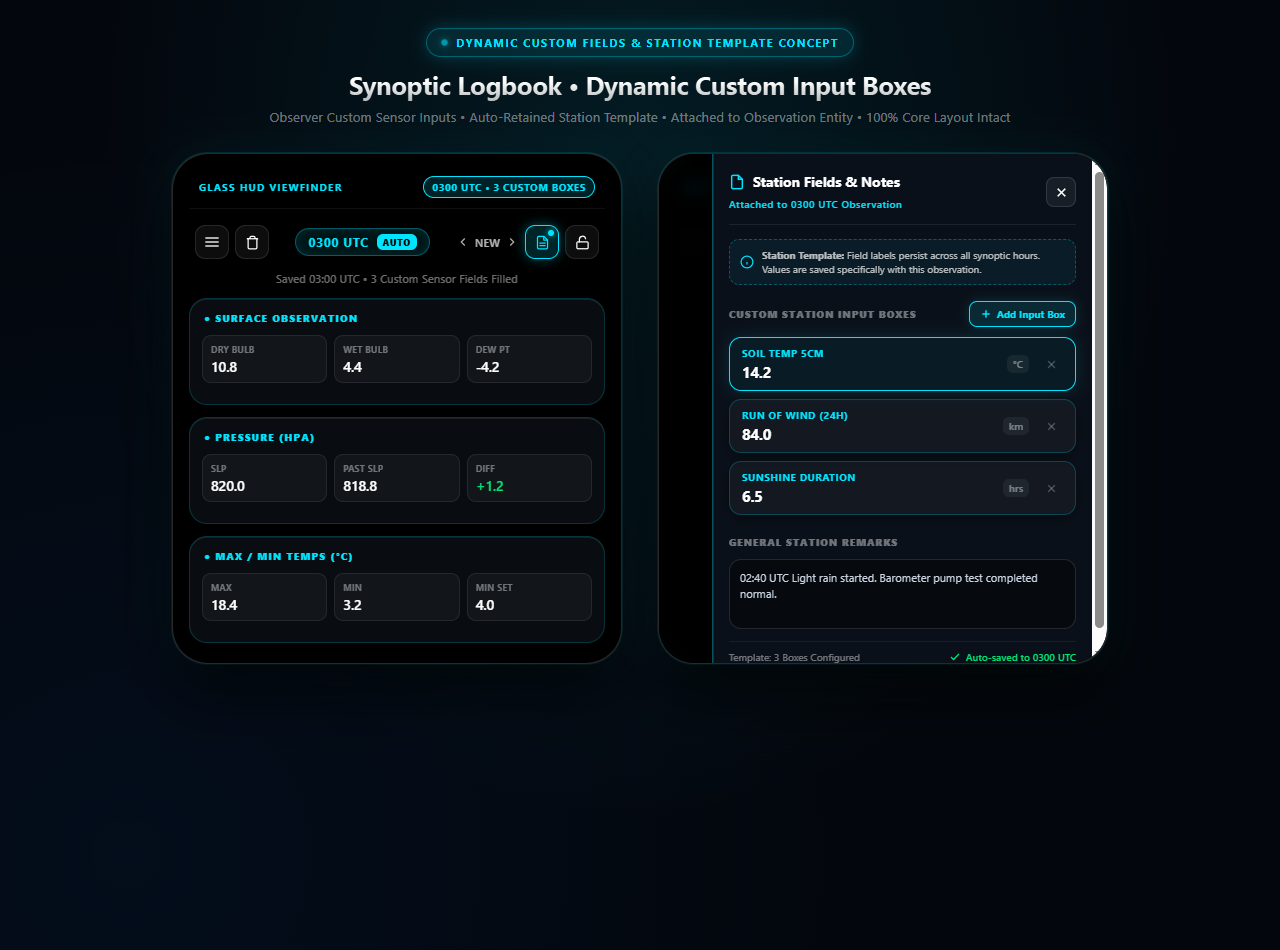 DYNAMIC CUSTOM FIELDS & STATION TEMPLATE CONCEPT
Synoptic Logbook • Dynamic Custom Input Boxes
Observer Custom Sensor Inputs • Auto-Retained Station Template • Attached to Observation Entity • 100% Core Layout Intact
GLASS HUD VIEWFINDER
0300 UTC • 3 CUSTOM BOXES
0300 UTC AUTO
NEW
Saved 03:00 UTC • 3 Custom Sensor Fields Filled
• SURFACE OBSERVATION
DRY BULB
10.8
WET BULB
4.4
DEW PT
-4.2
• PRESSURE (HPA)
SLP
820.0
PAST SLP
818.8
DIFF
+1.2
• MAX / MIN TEMPS (°C)
MAX
18.4
MIN
3.2
MIN SET
4.0
Station Fields & Notes
Attached to 0300 UTC Observation
Station Template: Field labels persist across all synoptic hours.
Values are saved specifically with this observation.
CUSTOM STATION INPUT BOXES
+ Add Input Box
SOIL TEMP 5CM
14.2
°C
RUN OF WIND (24H)
84.0
km
SUNSHINE DURATION
6.5
hrs
GENERAL STATION REMARKS
02:40 UTC Light rain started. Barometer pump test completed
normal.
Template: 3 Boxes Configured
Auto-saved to 0300 UTC